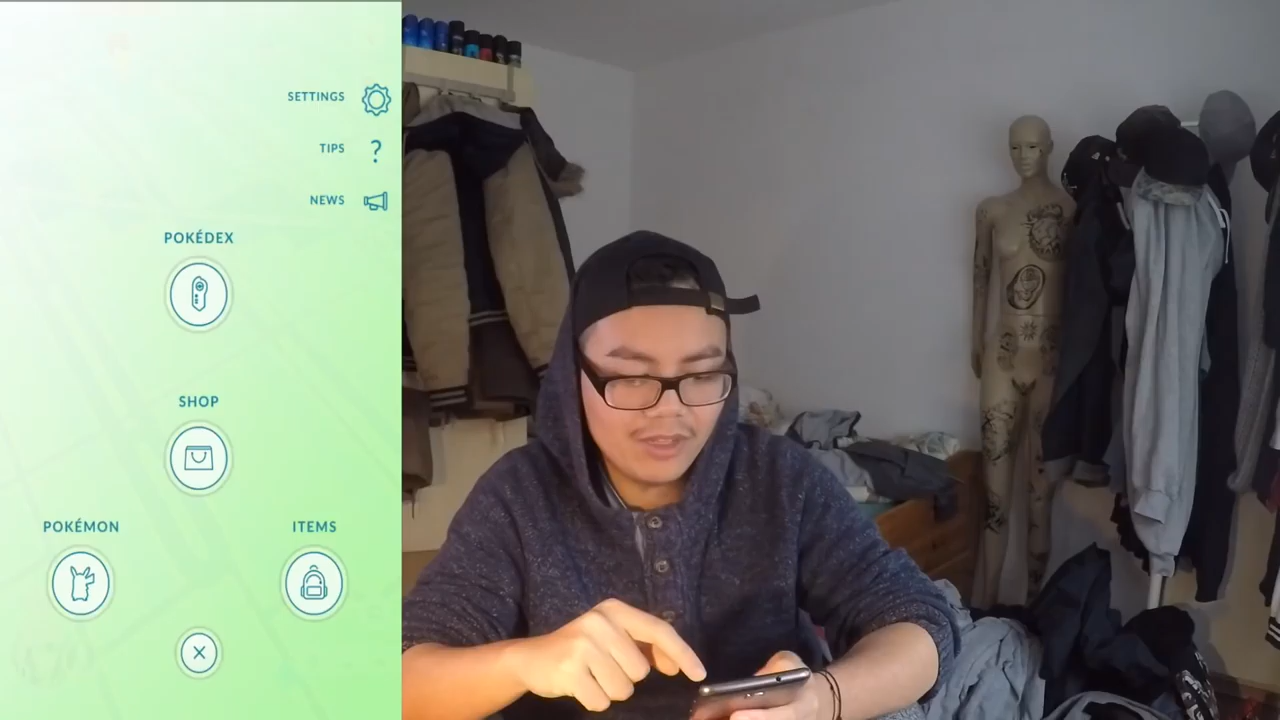 SETTINGS
TIPS ?
NEWS
POKÉDEX
SHOP
POKÉMON
ITEMS